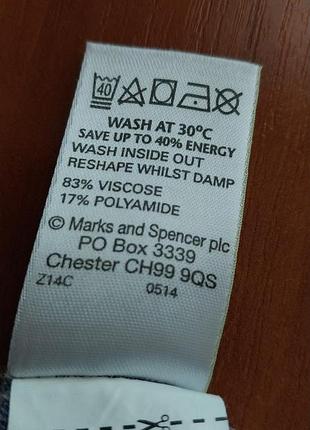 40
WASH AT 30°C
SAVE UP TO 40% ENERGY
WASH INSIDE OUT
RESHAPE WHILST DAMP
83% VISCOSE
17% POLYAMIDE
© Marks and Spencer plc
PO Box 3339
Chester CH99 9QS
Z14C 0514